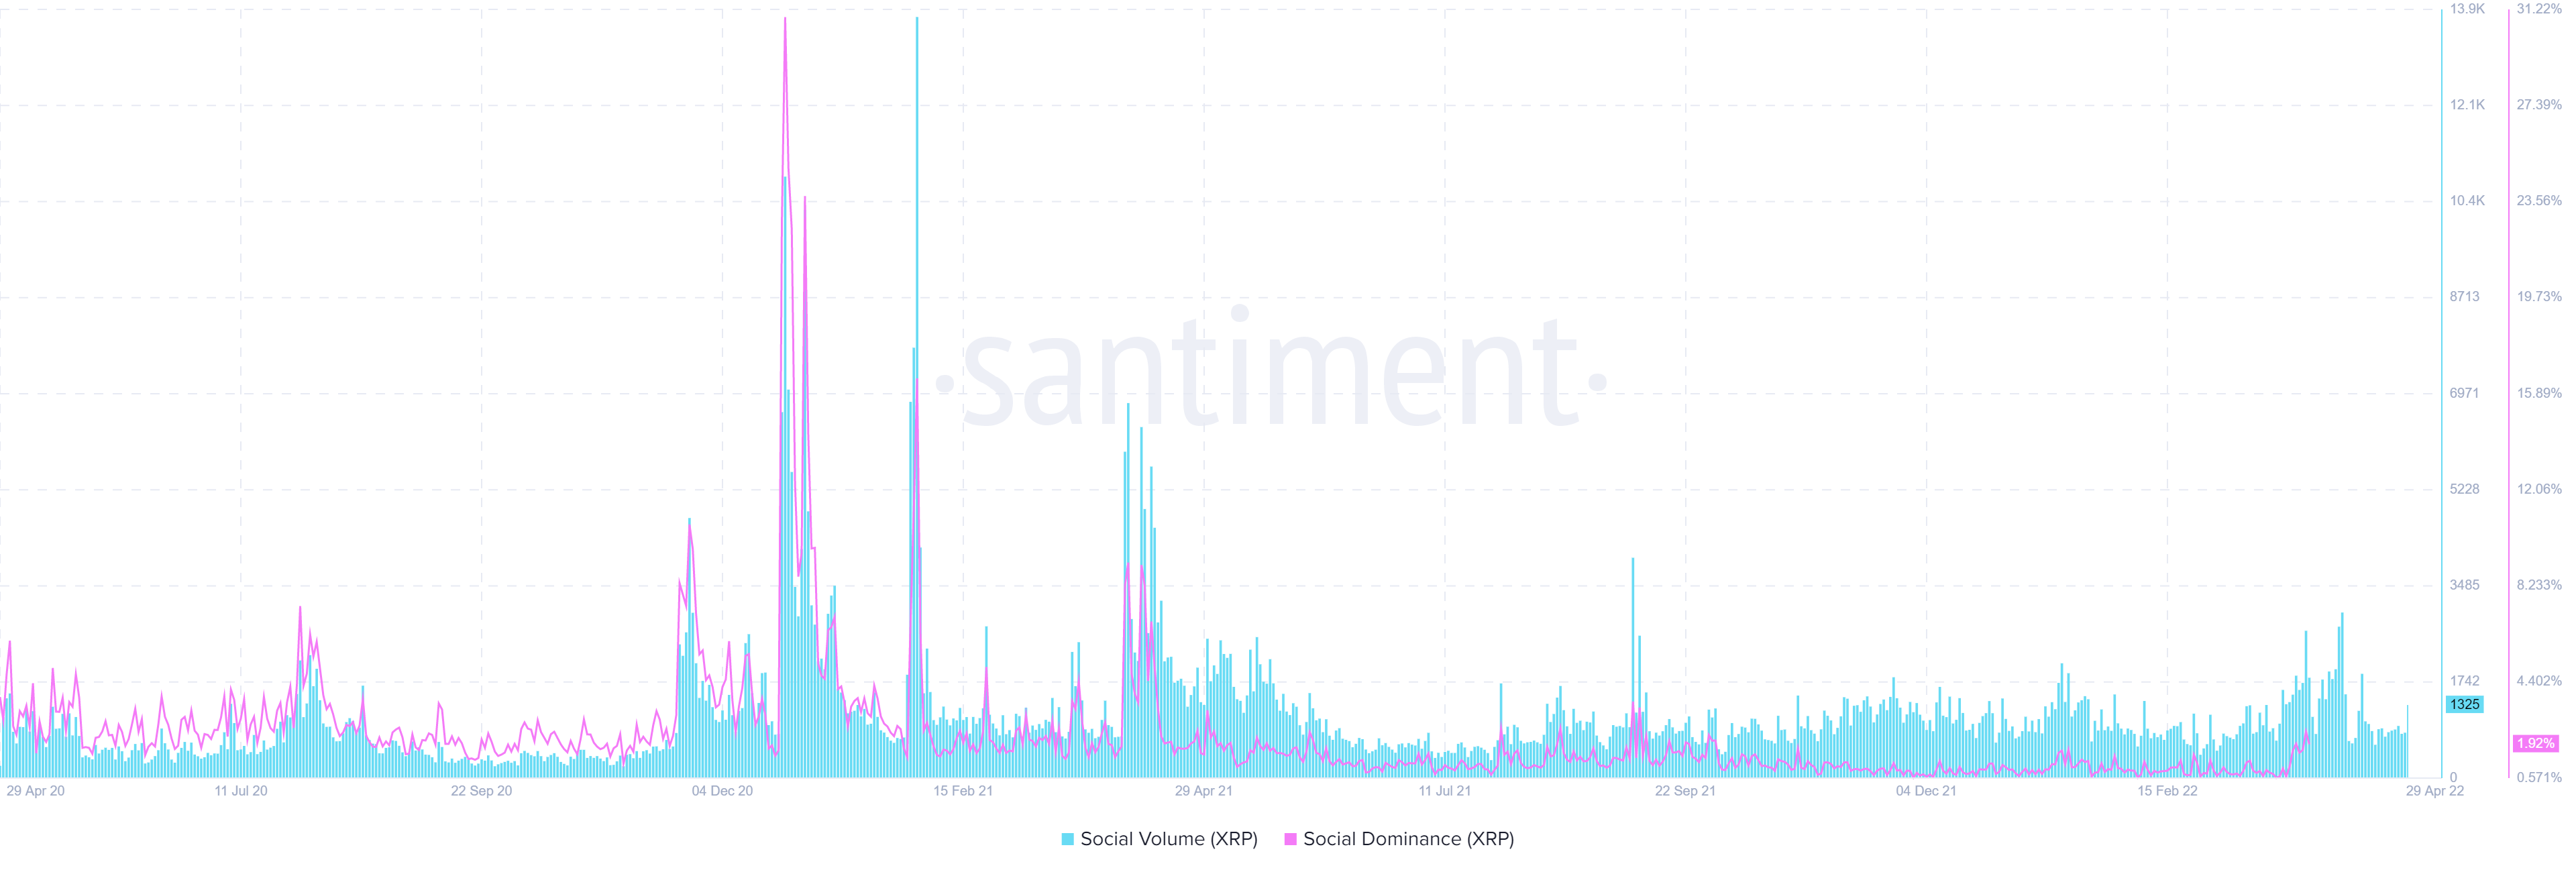 13.9K 31.22%
12.1K 27.39%
10.4K 23.56%
8713 19.73%
·santiment·
6971 15.89%
5228 12.06%
3485 8.233%
1742 4.402%
1325
1.92%
0 0.571%
29 Apr 20 11 Jul 20 22 Sep 20 04 Dec 20 15 Feb 21 29 Apr 21 11 Jul 21 22 Sep 21 04 Dec 21 15 Feb 22 29 Apr 22
Social Volume (XRP) Social Dominance (XRP)